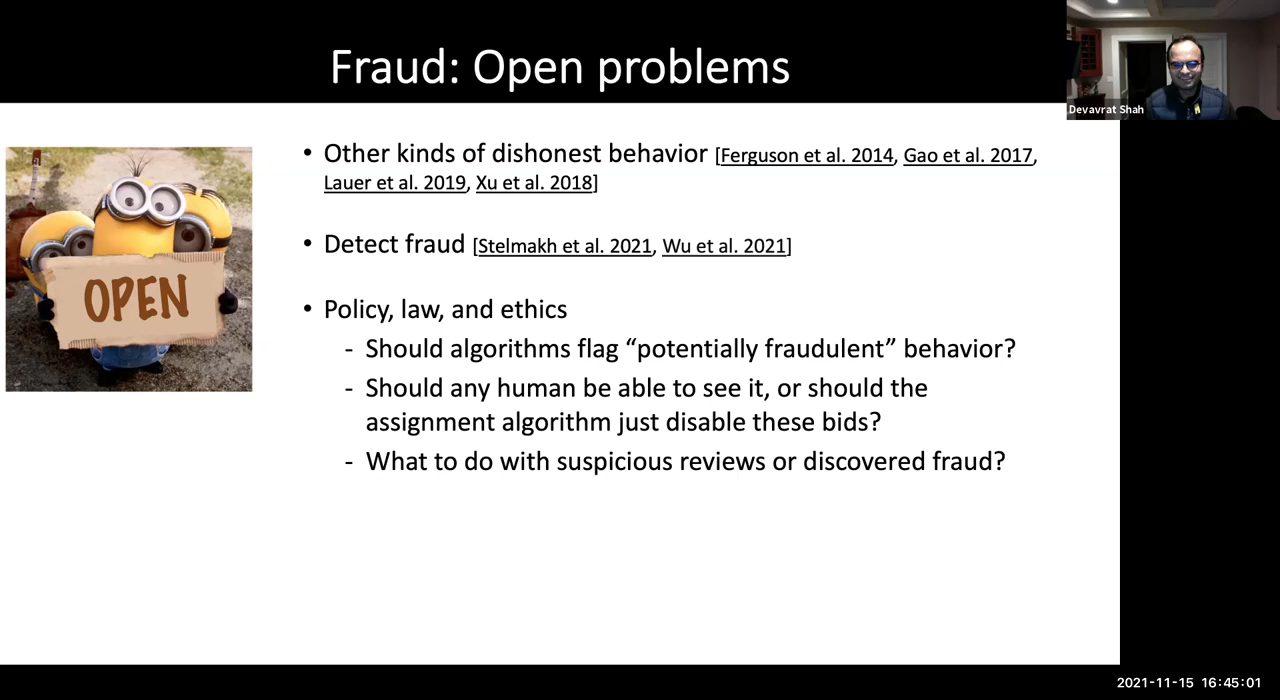 Fraud: Open problems
Devavrat Shah
OPEN
• Other kinds of dishonest behavior [Ferguson et al. 2014, Gao et al. 2017,
Lauer et al. 2019, Xu et al. 2018]
• Detect fraud [Stelmakh et al. 2021, Wu et al. 2021]
• Policy, law, and ethics
- Should algorithms flag “potentially fraudulent” behavior?
- Should any human be able to see it, or should the
assignment algorithm just disable these bids?
- What to do with suspicious reviews or discovered fraud?
2021-11-15 16:45:01